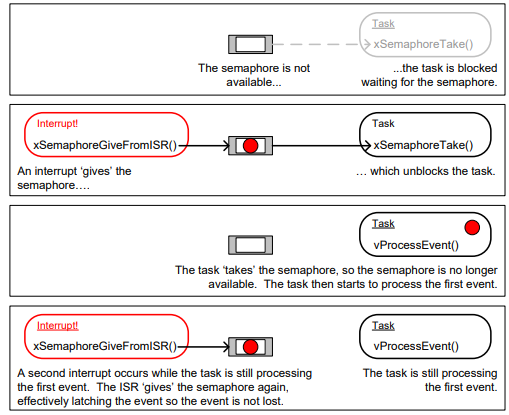 Task
xSemaphoreTake()
The semaphore is not
available...
...the task is blocked
waiting for the semaphore.
Interrupt!
xSemaphoreGiveFromISR()
Task
xSemaphoreTake()
An interrupt ‘gives’ the
semaphore….
… which unblocks the task.
Task
vProcessEvent()
The task ‘takes’ the semaphore, so the semaphore is no longer
available.  The task then starts to process the first event.
Interrupt!
xSemaphoreGiveFromISR()
Task
vProcessEvent()
A second interrupt occurs while the task is still processing
the first event.  The ISR ‘gives’ the semaphore again,
effectively latching the event so the event is not lost.
The task is still processing
the first event.